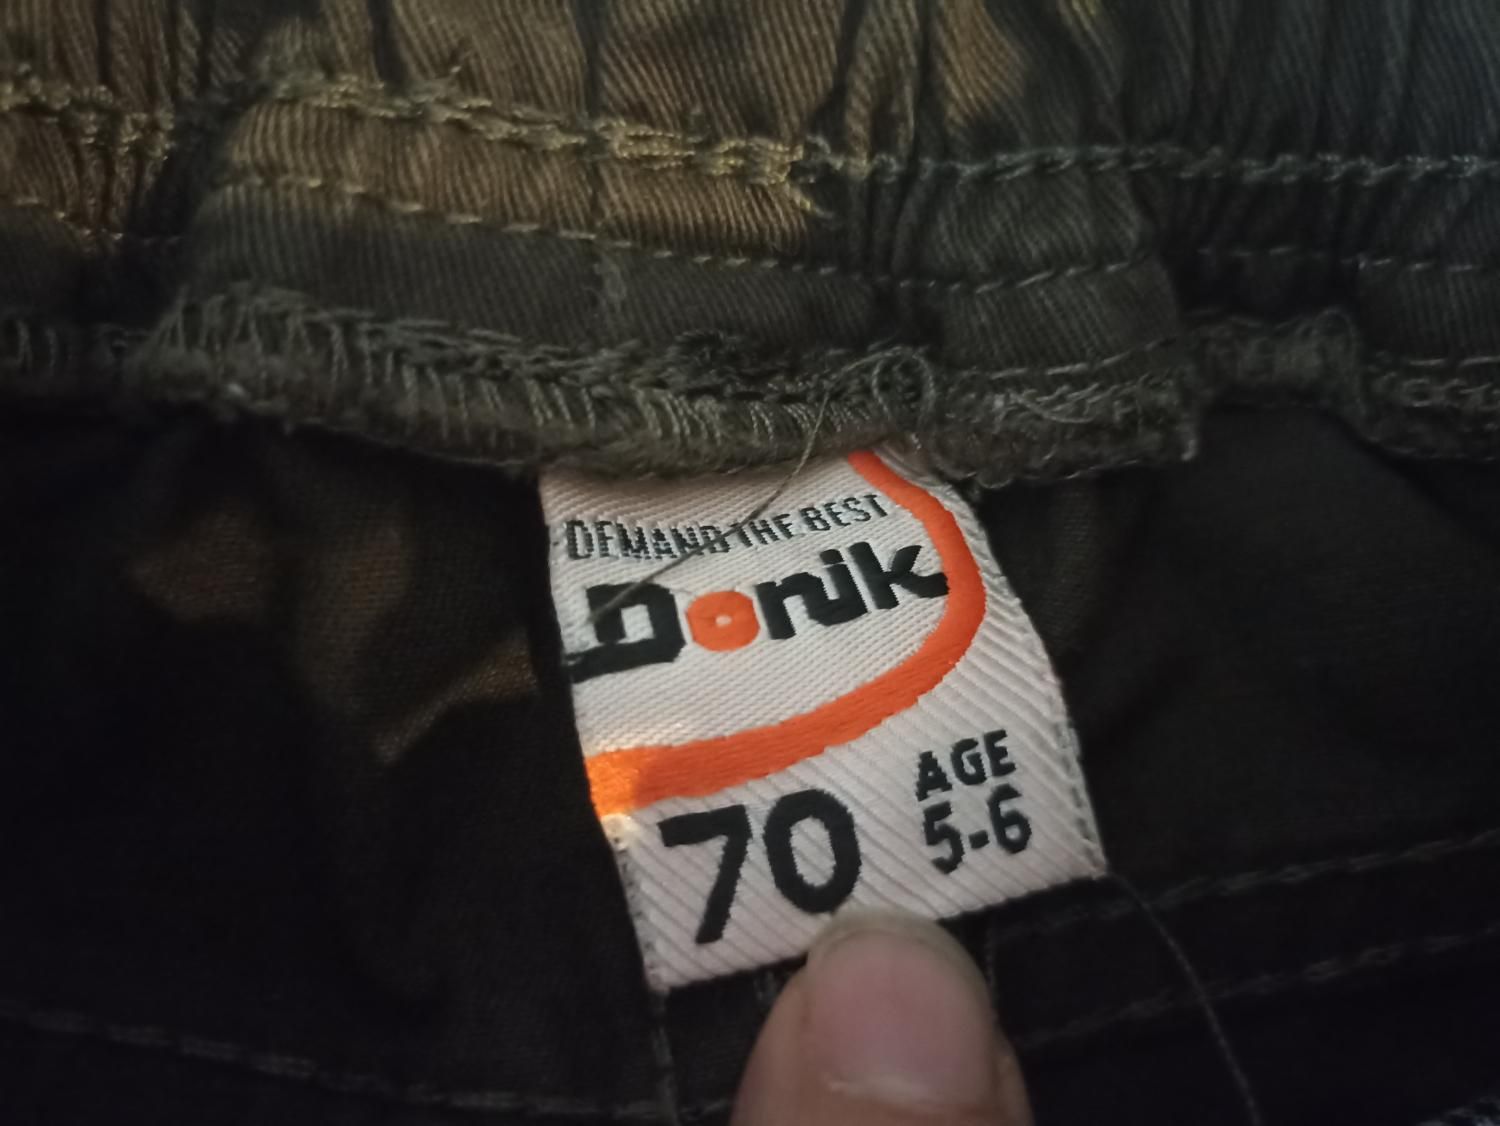 DEMAND THE BEST
Donik
70
AGE
5-6